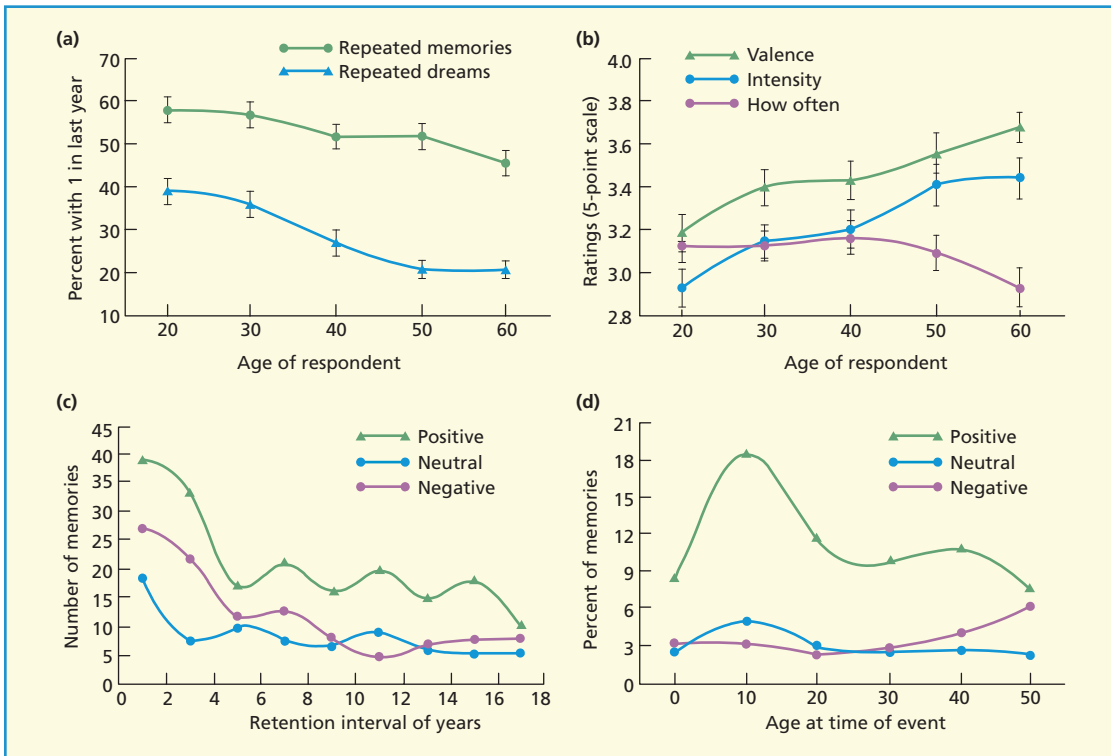 (a)
Repeated memories
Repeated dreams
Percent with 1 in last year
70
60
50
40
30
20
10
20 30 40 50 60
Age of respondent
(b)
Valence
Intensity
How often
Ratings (5-point scale)
4.0
3.8
3.6
3.4
3.2
3.0
2.8
20 30 40 50 60
Age of respondent
(c)
Positive
Neutral
Negative
Number of memories
45
40
35
30
25
20
15
10
5
0
0 2 4 6 8 10 12 14 16 18
Retention interval of years
(d)
Positive
Neutral
Negative
Percent of memories
21
18
15
12
9
6
3
0
0 10 20 30 40 50
Age at time of event